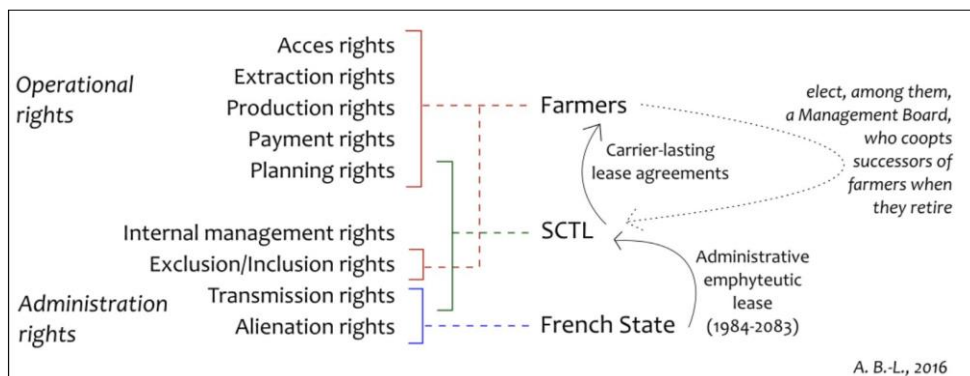 Operational
rights
Acces rights
Extraction rights
Production rights
Payment rights
Planning rights
Internal management rights
Exclusion/Inclusion rights
Administration
rights
Transmission rights
Alienation rights
Farmers
Carrier-lasting
lease agreements
SCTL
Administrative
emphyteutic
lease
(1984-2083)
French State
elect, among them,
a Management Board,
who coopts
successors of
farmers when
they retire
A. B.-L., 2016